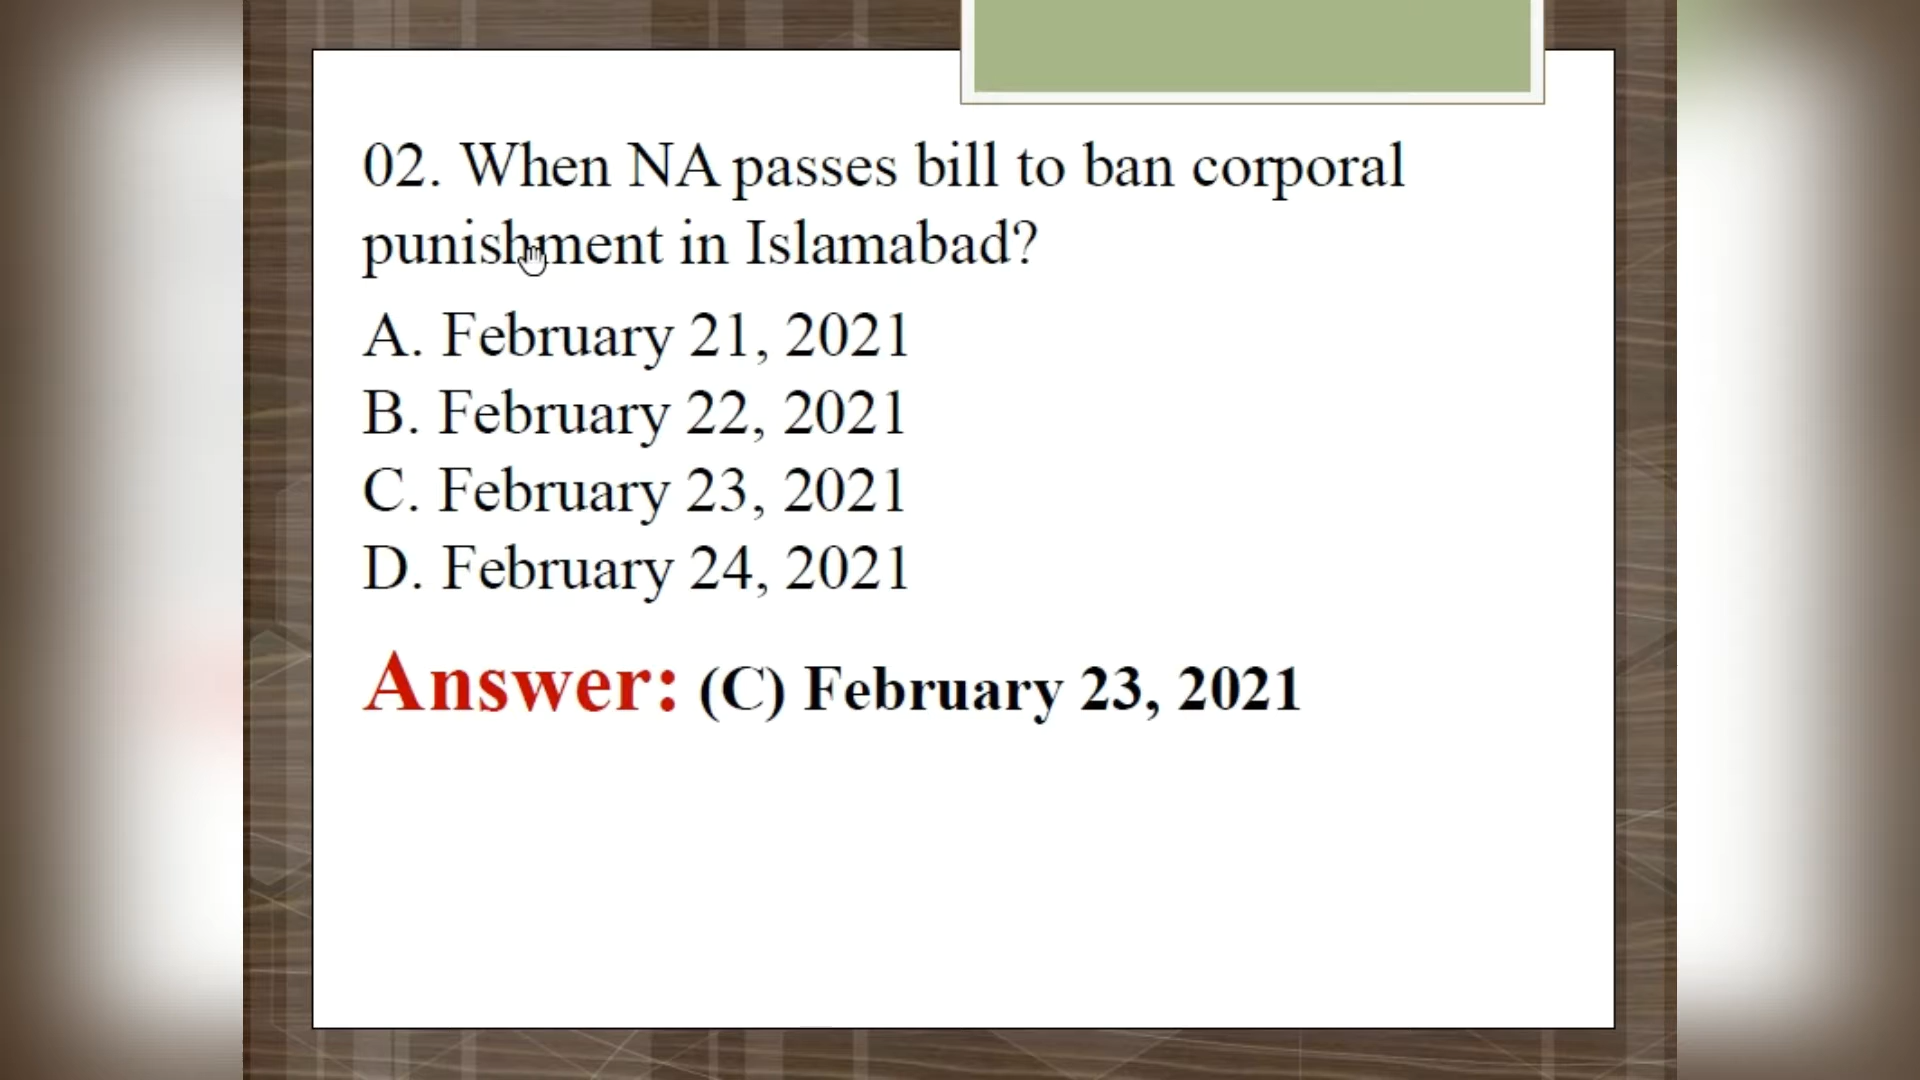 02. When NA passes bill to ban corporal
punishment in Islamabad?
A. February 21, 2021
B. February 22, 2021
C. February 23, 2021
D. February 24, 2021
Answer: (C) February 23, 2021